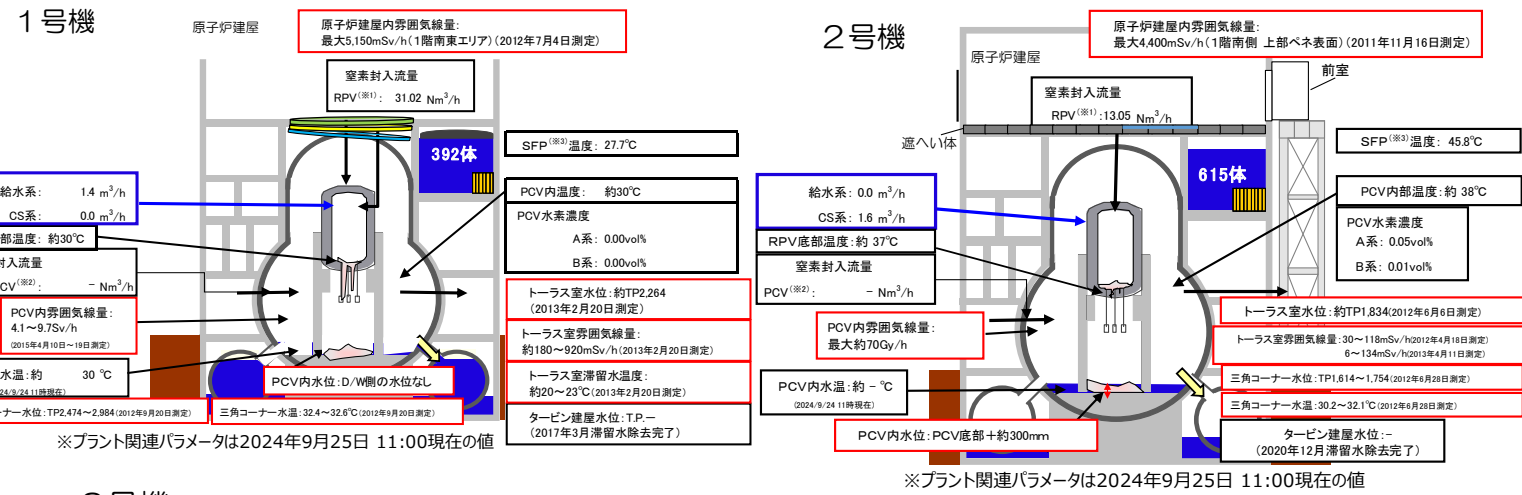 1号機
原子炉建屋
原子炉建屋内雰囲気線量:
最大5,150mSv/h(1階南東エリア)(2012年7月4日測定)
窒素封入流量
RPV(※1): 31.02 Nm³/h
392体
SFP(※3)温度: 27.7℃
給水系: 1.4 m³/h
CS系: 0.0 m³/h
PCV内温度: 約30℃
PCV水素濃度
A系: 0.00vol%
B系: 0.00vol%
部温度: 約30℃
封入流量
CV(※2): - Nm³/h
PCV内雰囲気線量:
4.1～9.7Sv/h
(2015年4月10日～19日測定)
トーラス室水位:約TP2,264
(2013年2月20日測定)
トーラス室雰囲気線量:
約180～920mSv/h(2013年2月20日測定)
トーラス室滞留水温度:
約20～23℃(2013年2月20日測定)
水温:約 30 ℃
24/9/24 11時現在)
PCV内水位:D/W側の水位なし
ーナー水位:TP2,474～2,984(2012年9月20日測定)
三角コーナー水温:32.4～32.6℃(2012年9月20日測定)
タービン建屋水位:T.P.ー
(2017年3月滞留水除去完了)
※プラント関連パラメータは2024年9月25日 11:00現在の値
2号機
原子炉建屋
原子炉建屋内雰囲気線量:
最大4,400mSv/h(1階南側 上部ペネ表面)(2011年11月16日測定)
前室
窒素封入流量
RPV(※1):13.05 Nm³/h
遮へい体
615体
SFP(※3)温度: 45.8℃
給水系: 0.0 m³/h
CS系: 1.6 m³/h
PCV内部温度:約 38℃
PCV水素濃度
A系: 0.05vol%
B系: 0.01vol%
RPV底部温度:約 37℃
窒素封入流量
PCV(※2): - Nm³/h
PCV内雰囲気線量:
最大約70Gy/h
トーラス室水位:約TP1,834(2012年6月6日測定)
トーラス室雰囲気線量:30～118mSv/h(2012年4月18日測定)
6～134mSv/h(2013年4月11日測定)
三角コーナー水位:TP1,614～1,754(2012年6月28日測定)
三角コーナー水温:30.2～32.1℃(2012年6月28日測定)
PCV内水温:約 - ℃
(2024/9/24 11時現在)
PCV内水位:PCV底部+約300mm
タービン建屋水位:-
(2020年12月滞留水除去完了)
※プラント関連パラメータは2024年9月25日 11:00現在の値